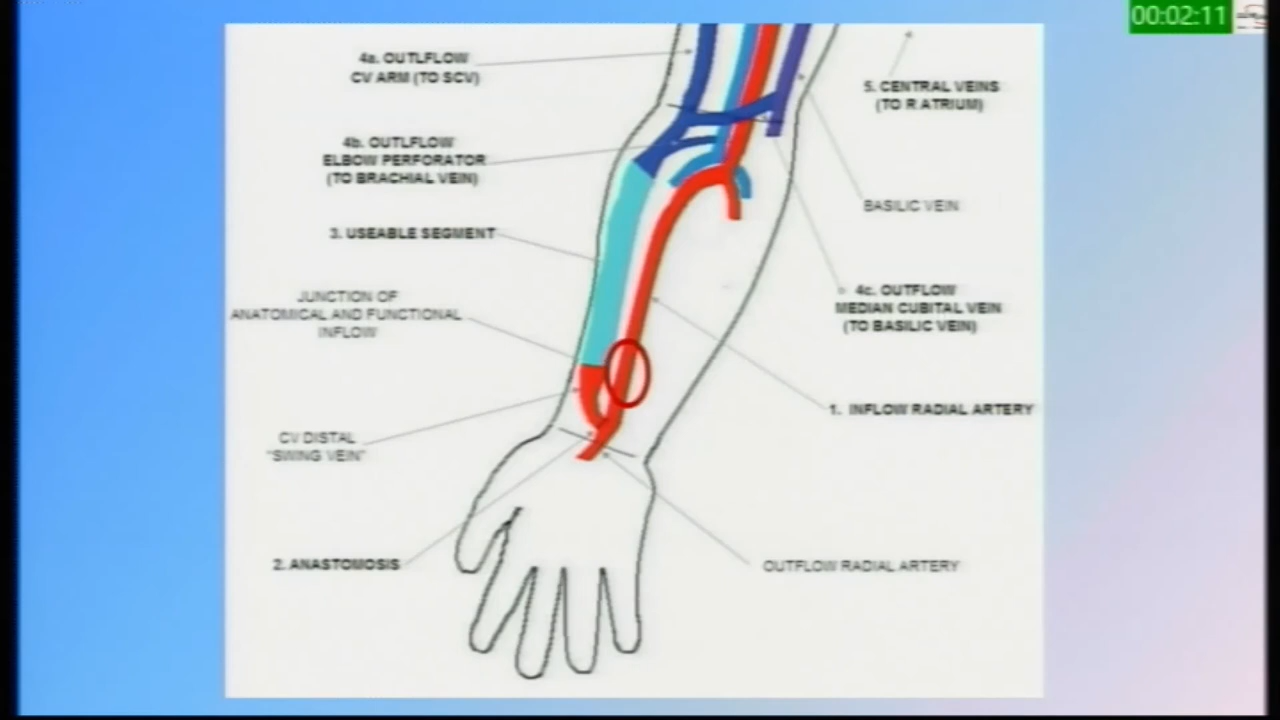 00:02:11
4a. OUTLFLOW
CV ARM (TO SCV)
4b. OUTLFLOW
ELBOW PERFORATOR
(TO BRACHIAL VEIN)
3. USEABLE SEGMENT
JUNCTION OF
ANATOMICAL AND FUNCTIONAL
INFLOW
CV DISTAL
"SWING VEIN"
2. ANASTOMOSIS
5. CENTRAL VEINS
(TO R ATRIUM)
BASILIC VEIN
4c. OUTFLOW
MEDIAN CUBITAL VEIN
(TO BASILIC VEIN)
1. INFLOW RADIAL ARTERY
OUTFLOW RADIAL ARTERY